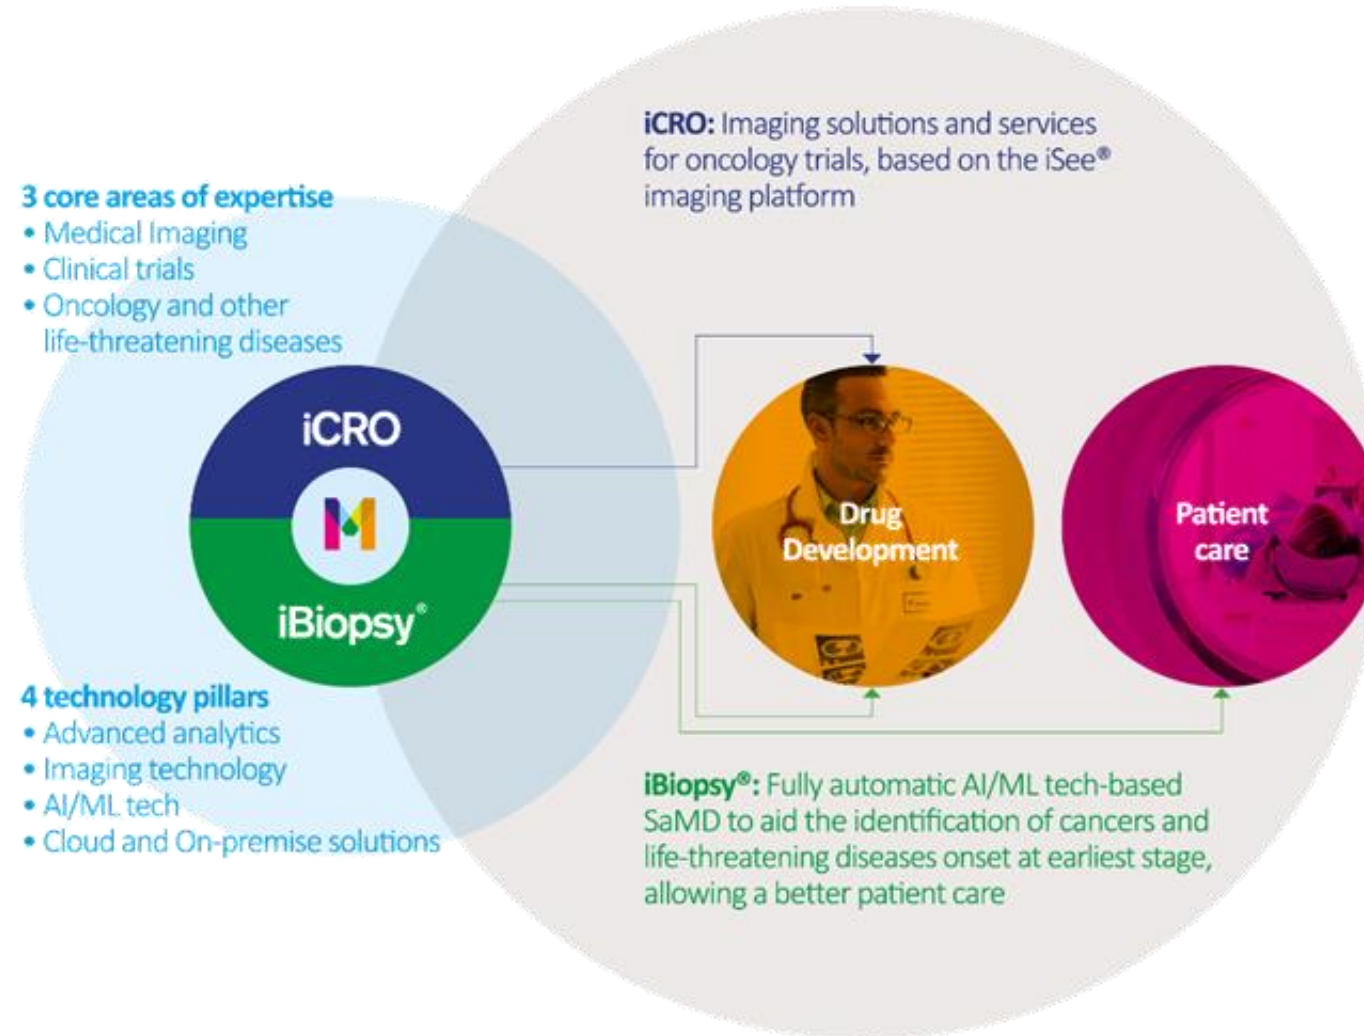 iCRO: Imaging solutions and services
for oncology trials, based on the iSee®
imaging platform
3 core areas of expertise
• Medical Imaging
• Clinical trials
• Oncology and other
life-threatening diseases
iCRO
M
iBiopsy®
Drug
Development
Patient
care
4 technology pillars
• Advanced analytics
• Imaging technology
• AI/ML tech
• Cloud and On-premise solutions
iBiopsy®: Fully automatic AI/ML tech-based
SaMD to aid the identification of cancers and
life-threatening diseases onset at earliest stage,
allowing a better patient care